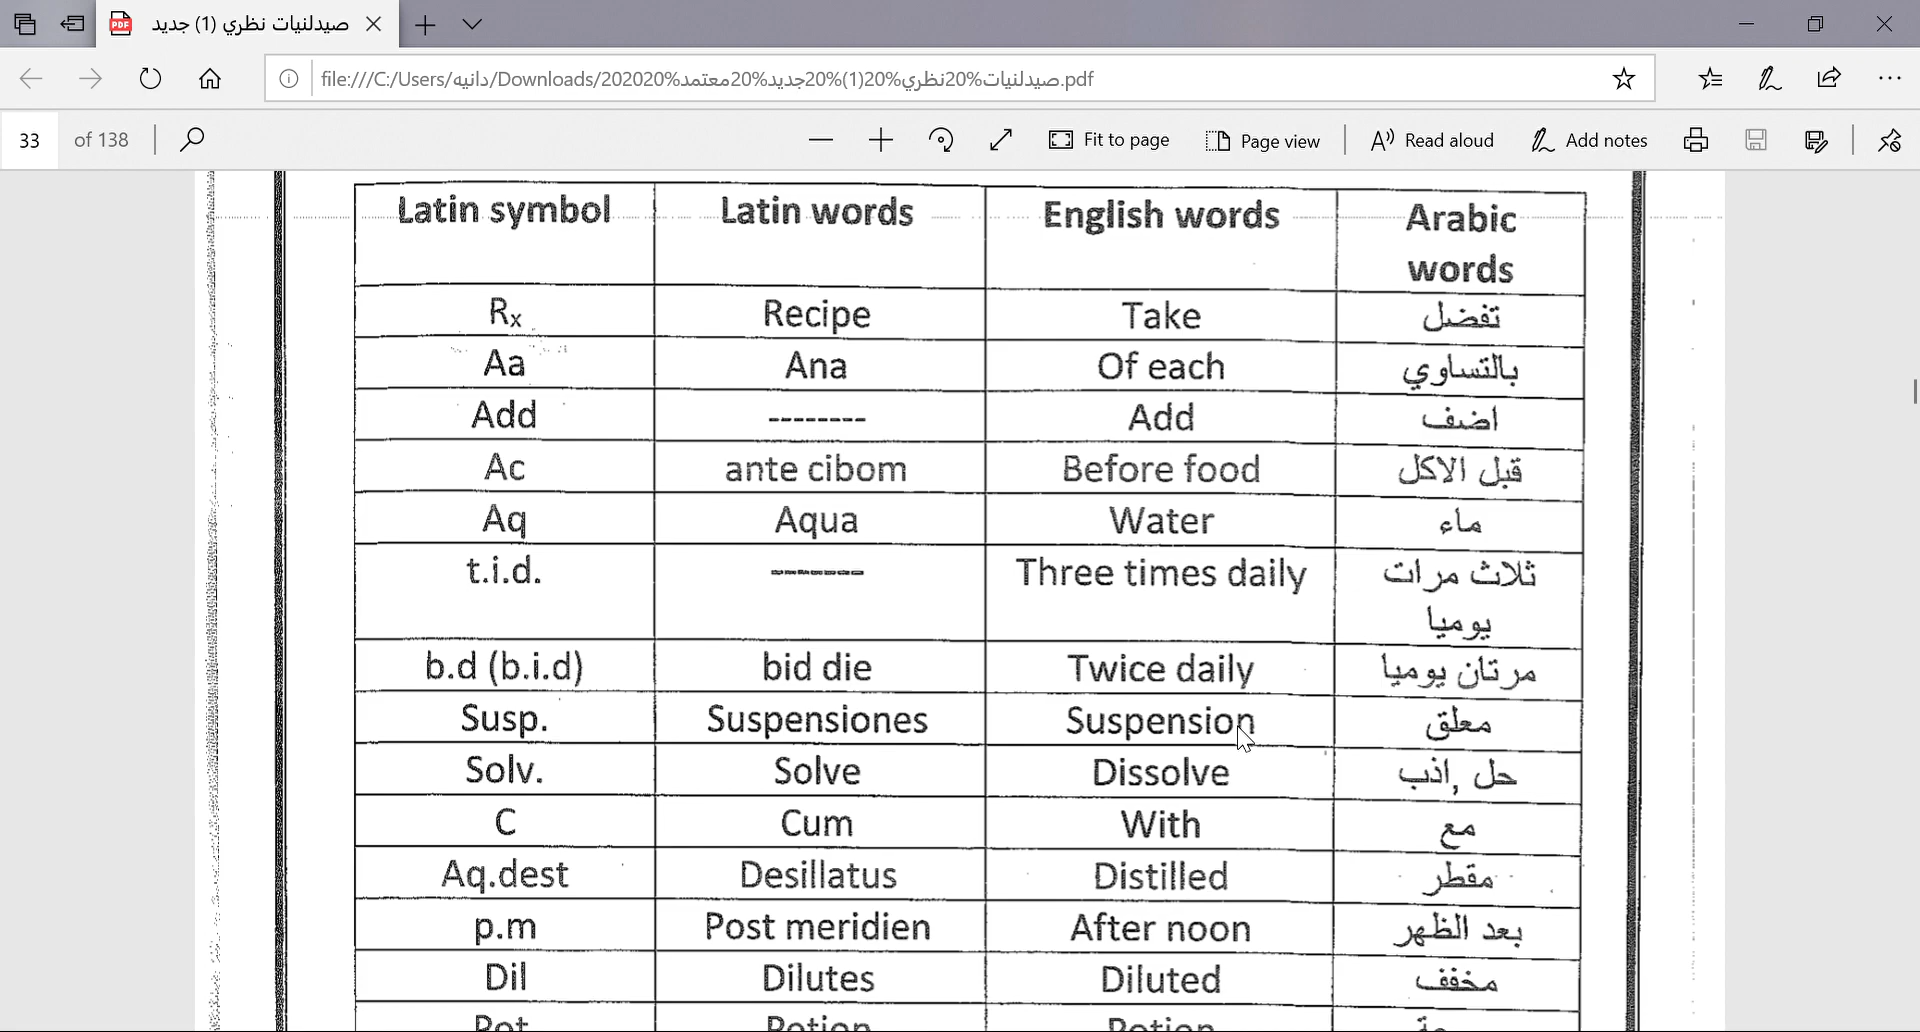 صيدلنيات نظري (1) جديد
file:///C:/Users/دانيه/Downloads/202020%معتمد20%جديد20%(1)20%نظري20%صيدلنيات.pdf
33 of 138
Fit to page
Page view
Read aloud
Add notes
Latin symbol Latin words English words Arabic words
Rx Recipe Take تفضل
Aa Ana Of each بالتساوي
Add -------- Add اضف
Ac ante cibom Before food قبل الاكل
Aq Aqua Water ماء
t.i.d. ------- Three times daily ثلاث مرات يوميا
b.d (b.i.d) bid die Twice daily مرتان يوميا
Susp. Suspensiones Suspension معلق
Solv. Solve Dissolve حل ,اذب
C Cum With مع
Aq.dest Desillatus Distilled مقطر
p.m Post meridien After noon بعد الظهر
Dil Dilutes Diluted مخفف
Pot Potion Potion